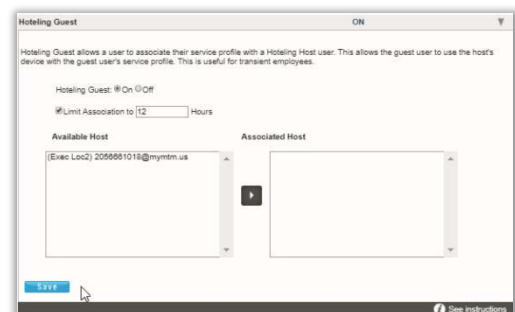 Hoteling Guest ON
Hoteling Guest allows a user to associate their service profile with a Hoteling Host user. This allows the guest user to use the host's
device with the guest user's service profile. This is useful for transient employees.
Hoteling Guest: On Off
Limit Association to 12 Hours
Available Host Associated Host
(Exec Loc2) 2056661018@mymtm.us
Save
See instructions